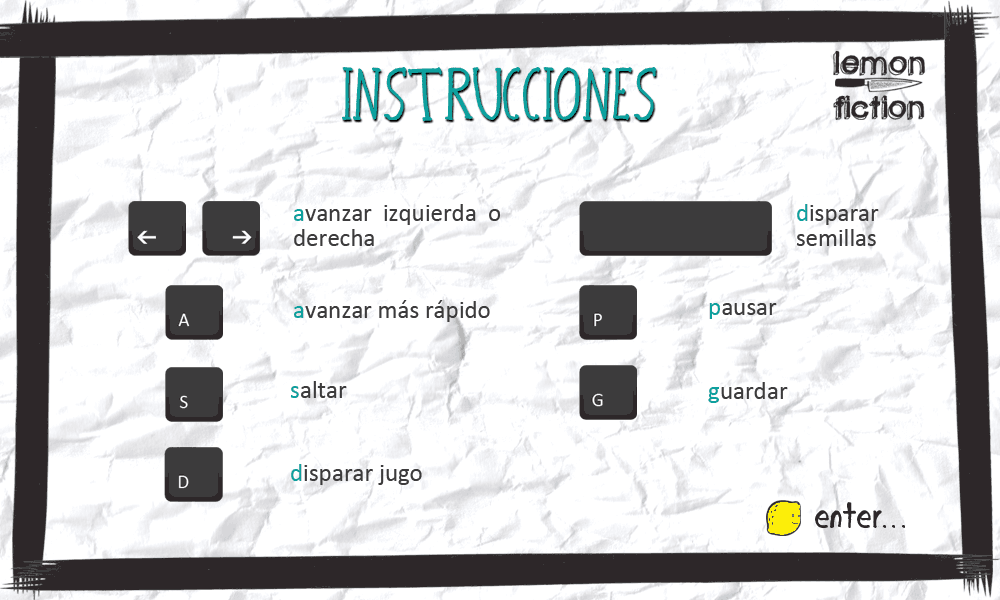 INSTRUCCIONES
lemon
fiction
← → avanzar izquierda o
derecha
A avanzar más rápido
S saltar
D disparar jugo
disparar
semillas
P pausar
G guardar
enter...